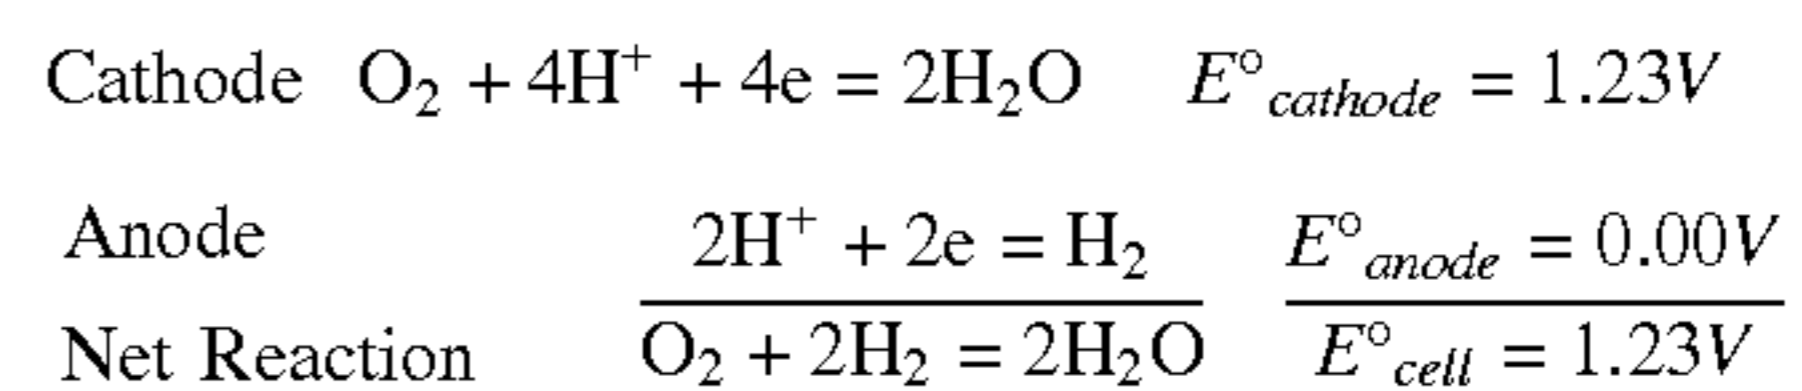 Cathode O₂ + 4H⁺ + 4e = 2H₂O E°cathode = 1.23V
Anode 2H⁺ + 2e = H₂ E°anode = 0.00V
Net Reaction O₂ + 2H₂ = 2H₂O E°cell = 1.23V